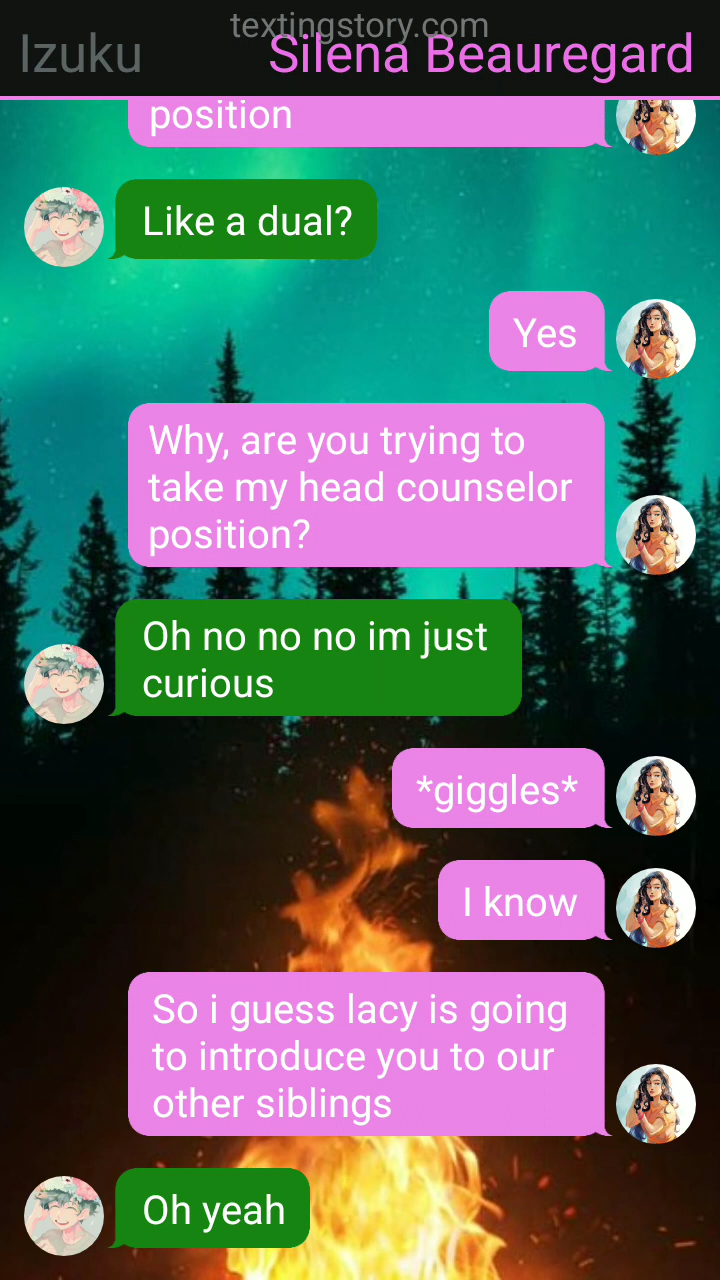 textingstory.com
Izuku
Silena Beauregard
position
Like a dual?
Yes
Why, are you trying to
take my head counselor
position?
Oh no no no im just
curious
*giggles*
I know
So i guess lacy is going
to introduce you to our
other siblings
Oh yeah